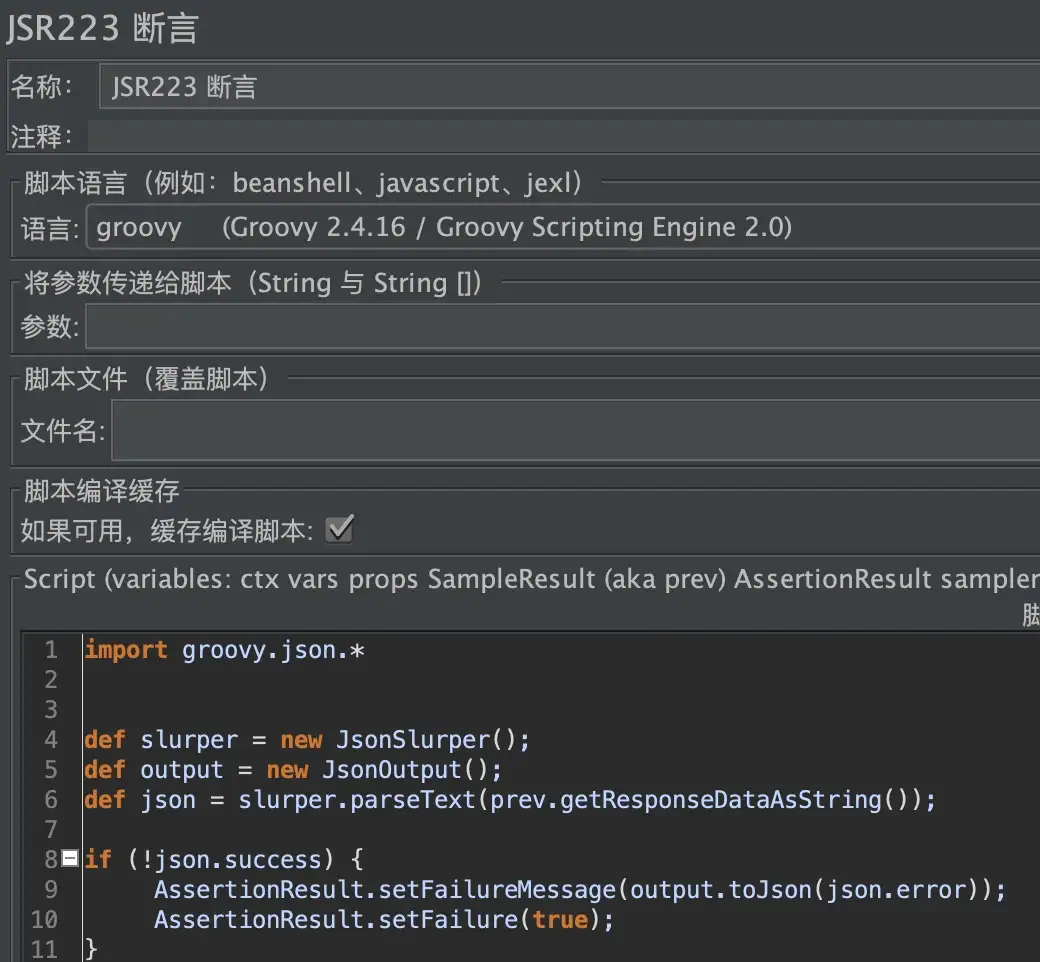 JSR223 断言
名称： JSR223 断言
注释：
脚本语言（例如：beanshell、javascript、jexl）
语言: groovy (Groovy 2.4.16 / Groovy Scripting Engine 2.0)
将参数传递给脚本（String 与 String []）
参数:
脚本文件（覆盖脚本）
文件名:
脚本编译缓存
如果可用，缓存编译脚本:
Script (variables: ctx vars props SampleResult (aka prev) AssertionResult sampler
1 import groovy.json.*
2
3
4 def slurper = new JsonSlurper();
5 def output = new JsonOutput();
6 def json = slurper.parseText(prev.getResponseDataAsString());
7
8 if (!json.success) {
9 AssertionResult.setFailureMessage(output.toJson(json.error));
10 AssertionResult.setFailure(true);
11 }